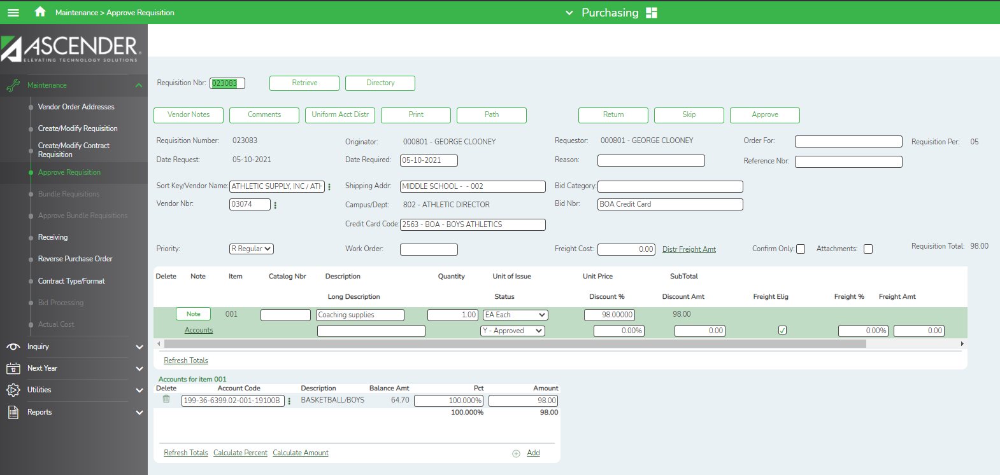 Maintenance > Approve Requisition
Purchasing
ASCENDER
ELEVATING TECHNOLOGY SOLUTIONS
Maintenance
Vendor Order Addresses
Create/Modify Requisition
Create/Modify Contract
Requisition
Approve Requisition
Bundle Requisitions
Approve Bundle Requisitions
Receiving
Reverse Purchase Order
Contract Type/Format
Bid Processing
Actual Cost
Inquiry
12
Next Year
Utilities
Reports
Requisition Nbr: 023083 Retrieve Directory
Vendor Notes Comments Uniform Acct Distr Print Path Return Skip Approve
Requisition Number: 023083 Originator: 000801 - GEORGE CLOONEY Requestor: 000801 - GEORGE CLOONEY Order For: Requisition Per: 05
Date Request: 05-10-2021 Date Required: 05-10-2021 Reason: Reference Nbr:
Sort Key/Vendor Name: ATHLETIC SUPPLY, INC / ATH Shipping Addr: MIDDLE SCHOOL - - 002 Bid Category:
Vendor Nbr: 03074 Campus/Dept: 802 - ATHLETIC DIRECTOR Bid Nbr: BOA Credit Card
Credit Card Code: 2563 - BOA - BOYS ATHLETICS
Priority: R Regular Work Order: Freight Cost: 0.00 Distr Freight Amt Confirm Only: Attachments: Requisition Total: 98.00
Delete Note Item Catalog Nbr Description Quantity Unit of Issue Unit Price SubTotal
Long Description Status Discount % Discount Amt Freight Elig Freight % Freight Amt
Note 001 Coaching supplies 1.00 EA Each 98.00000 98.00
Accounts Y - Approved 0.00% 0.00 0.00% 0.00
Refresh Totals
Accounts for item 001
Delete Account Code Description Balance Amt Pct Amount
199-36-6399.02-001-19100B BASKETBALL/BOYS 64.70 100.000% 98.00
100.000% 98.00
Refresh Totals Calculate Percent Calculate Amount Add